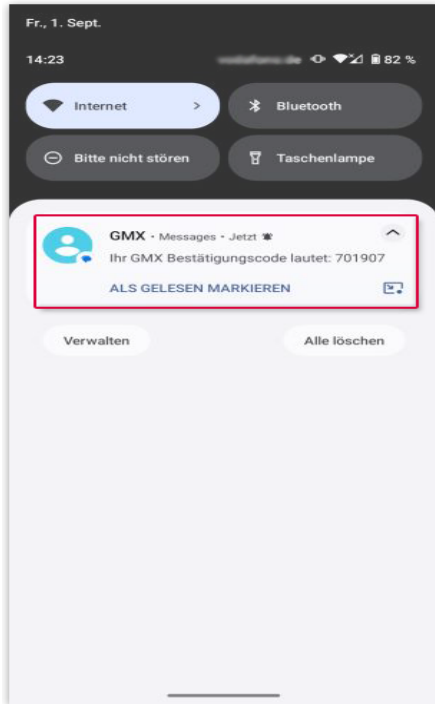 Fr., 1. Sept.
14:23 82 %
Internet
Bluetooth
Bitte nicht stören
Taschenlampe
GMX · Messages · Jetzt
Ihr GMX Bestätigungscode lautet: 701907
ALS GELESEN MARKIEREN
Verwalten
Alle löschen